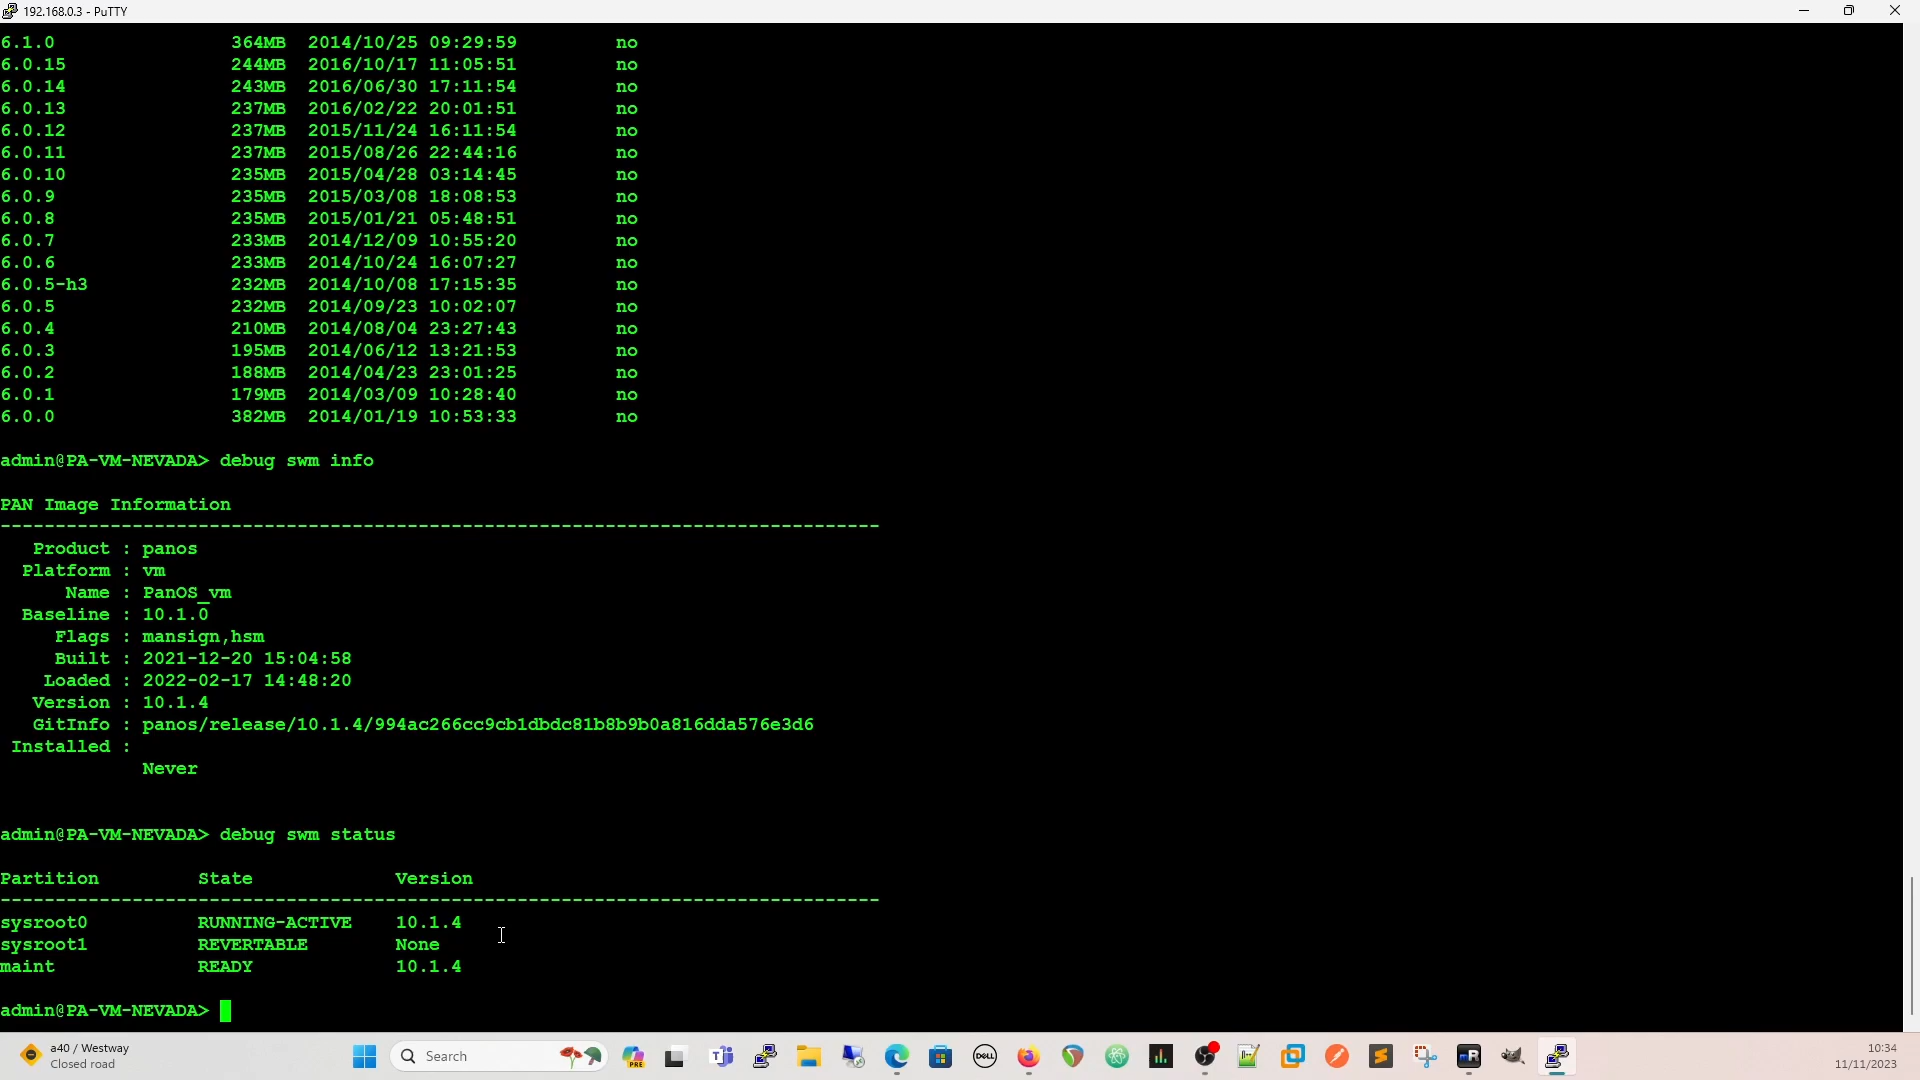 192.168.0.3 - PuTTY
6.1.0 364MB 2014/10/25 09:29:59 no
6.0.15 244MB 2016/10/17 11:05:51 no
6.0.14 243MB 2016/06/30 17:11:54 no
6.0.13 237MB 2016/02/22 20:01:51 no
6.0.12 237MB 2015/11/24 16:11:54 no
6.0.11 237MB 2015/08/26 22:44:16 no
6.0.10 235MB 2015/04/28 03:14:45 no
6.0.9 235MB 2015/03/08 18:08:53 no
6.0.8 235MB 2015/01/21 05:48:51 no
6.0.7 233MB 2014/12/09 10:55:20 no
6.0.6 233MB 2014/10/24 16:07:27 no
6.0.5-h3 232MB 2014/10/08 17:15:35 no
6.0.5 232MB 2014/09/23 10:02:07 no
6.0.4 210MB 2014/08/04 23:27:43 no
6.0.3 195MB 2014/06/12 13:21:53 no
6.0.2 188MB 2014/04/23 23:01:25 no
6.0.1 179MB 2014/03/09 10:28:40 no
6.0.0 382MB 2014/01/19 10:53:33 no
admin@PA-VM-NEVADA> debug swm info
PAN Image Information
--------------------------------------------------------------------------------
Product : panos
Platform : vm
Name : PanOS_vm
Baseline : 10.1.0
Flags : mansign,hsm
Built : 2021-12-20 15:04:58
Loaded : 2022-02-17 14:48:20
Version : 10.1.4
GitInfo : panos/release/10.1.4/994ac266cc9cb1dbdc81b8b9b0a816dda576e3d6
Installed :
Never
admin@PA-VM-NEVADA> debug swm status
Partition State Version
--------------------------------------------------------------------------------
sysroot0 RUNNING-ACTIVE 10.1.4
sysroot1 REVERTABLE None
maint READY 10.1.4
admin@PA-VM-NEVADA>
a40 / Westway
Closed road
Search
PRE
DELL
10:34
11/11/2023